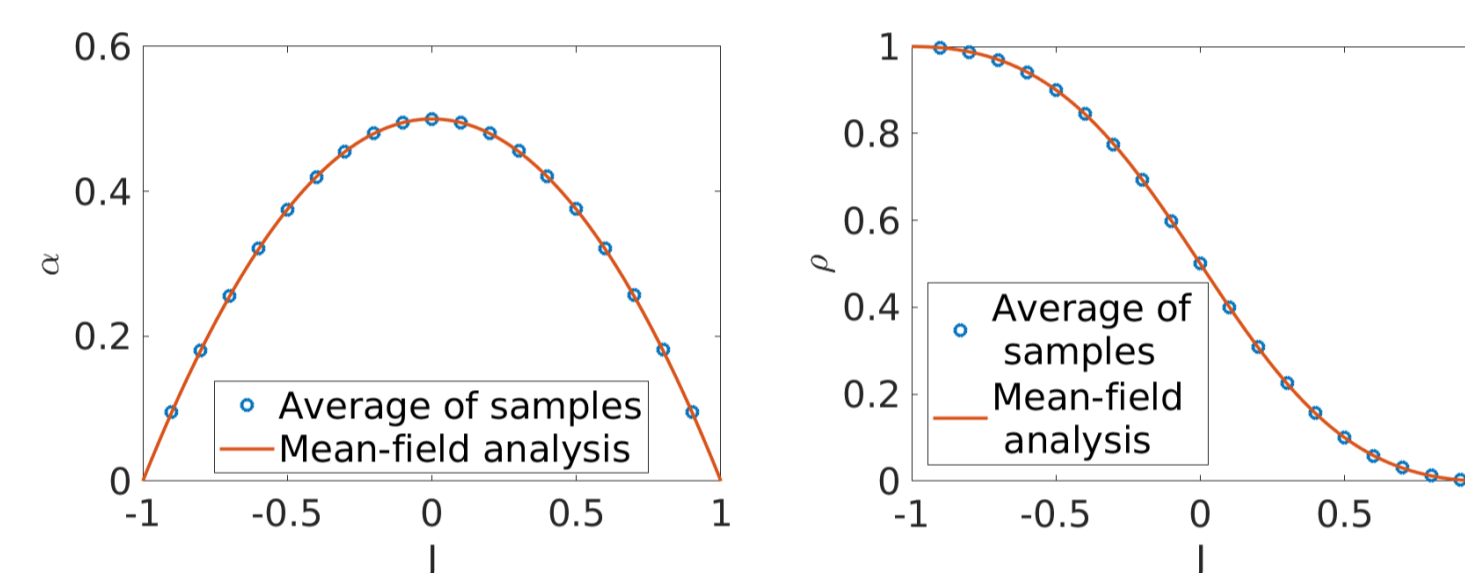 0.6
0.4
0.2
0
α
Average of samples
Mean-field analysis
-1
-0.5
0
0.5
1
1
0.8
0.6
0.4
0.2
0
ρ
Average of
samples
Mean-field
analysis
-1
-0.5
0
0.5